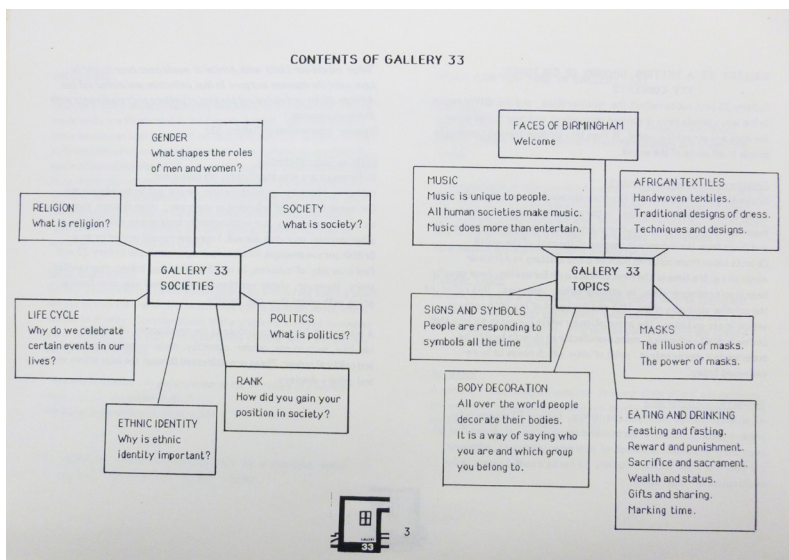 CONTENTS OF GALLERY 33
GENDER
What shapes the roles
of men and women?
RELIGION
What is religion?
SOCIETY
What is society?
GALLERY 33
SOCIETIES
LIFE CYCLE
Why do we celebrate
certain events in our
lives?
POLITICS
What is politics?
RANK
How did you gain your
position in society?
ETHNIC IDENTITY
Why is ethnic
identity important?
FACES OF BIRMINGHAM
Welcome
MUSIC
Music is unique to people.
All human societies make music.
Music does more than entertain.
AFRICAN TEXTILES
Handwoven textiles.
Traditional designs of dress.
Techniques and designs.
GALLERY 33
TOPICS
SIGNS AND SYMBOLS
People are responding to
symbols all the time
MASKS
The illusion of masks.
The power of masks.
BODY DECORATION
All over the world people
decorate their bodies.
It is a way of saying who
you are and which group
you belong to.
EATING AND DRINKING
Feasting and fasting.
Reward and punishment.
Sacrifice and sacrament.
Wealth and status.
Gifts and sharing.
Marking time.
GALLERY
33
3